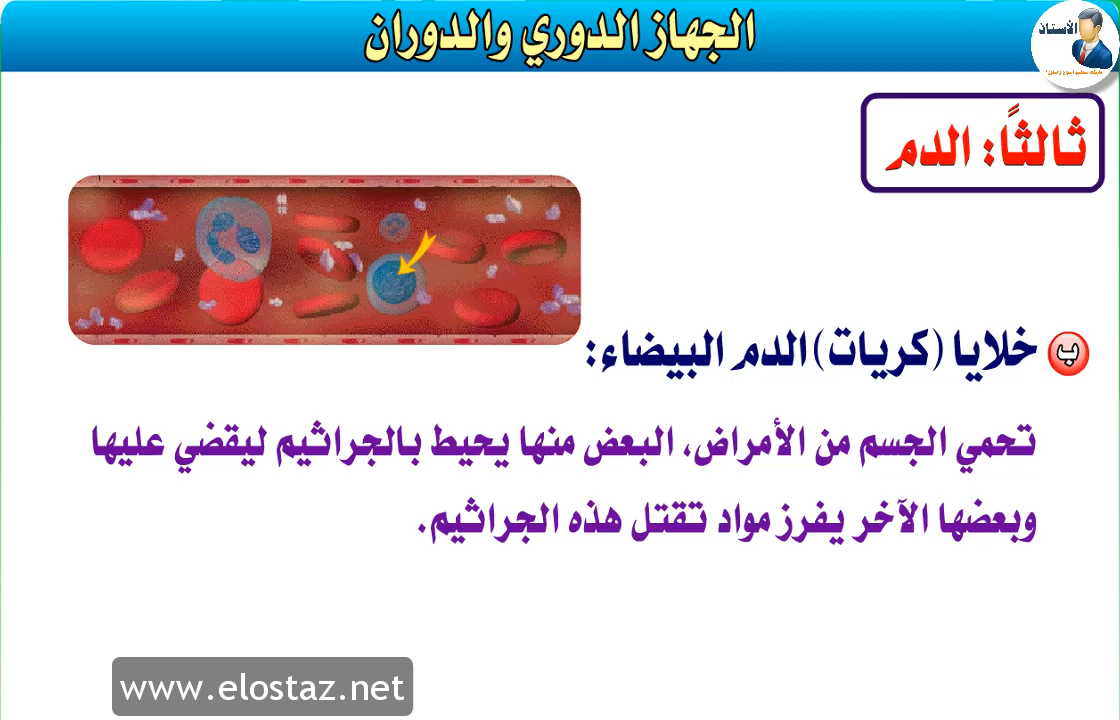 الجهاز الدوري والدوران
الأستاذ
ثالثاً: الدم
ب خلايا (كريات) الدم البيضاء:
تحمي الجسم من الأمراض، البعض منها يحيط بالجراثيم ليقضي عليها
وبعضها الآخر يفرز مواد تقتل هذه الجراثيم.
www.elostaz.net